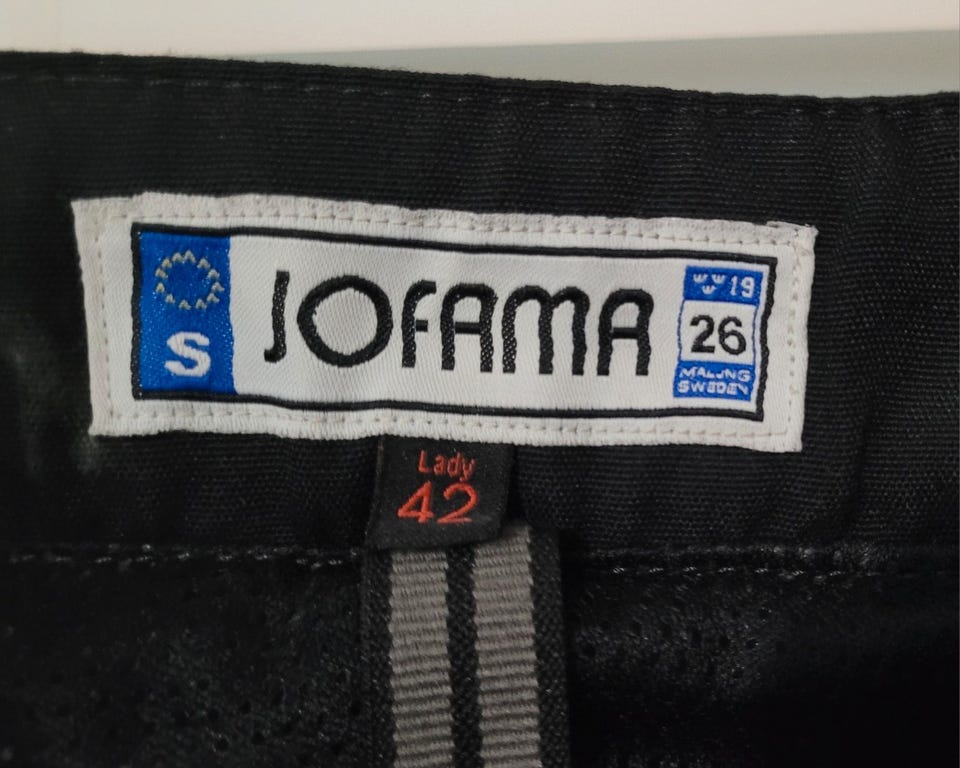 S
JOFAMA
19
26
MALUNG
SWEDEN
Lady
42